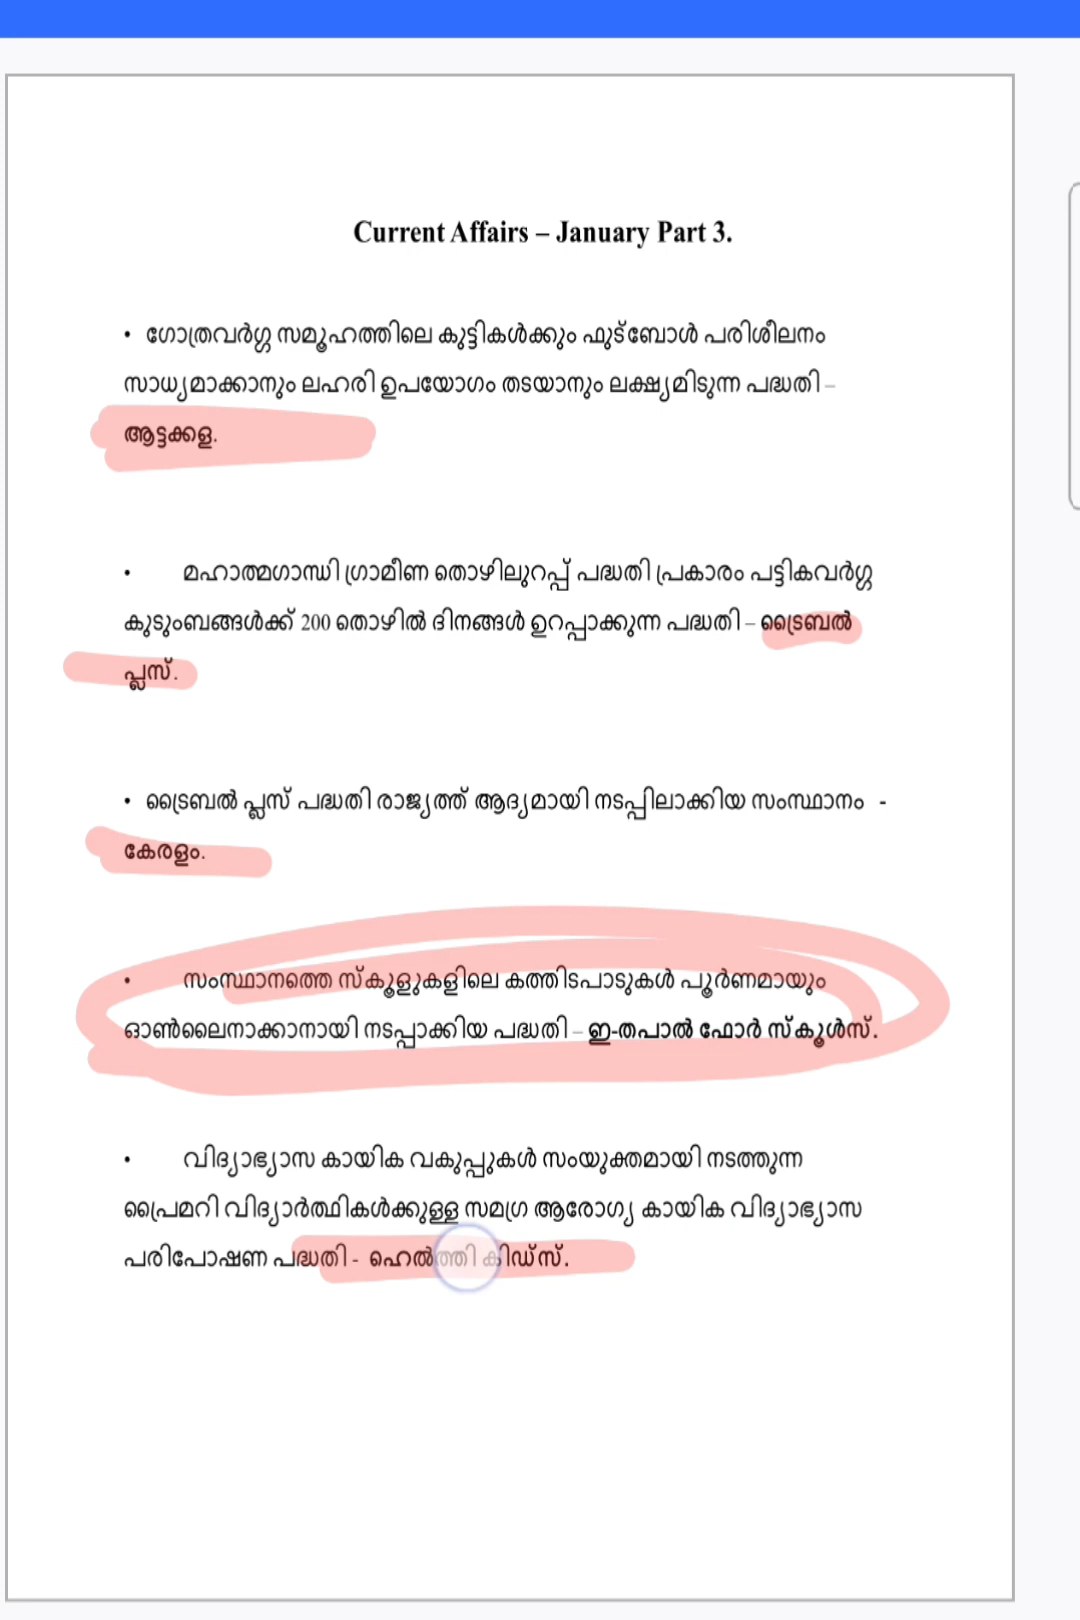 Current Affairs – January Part 3.
• ഗോത്രവർഗ്ഗ സമൂഹത്തിലെ കുട്ടികൾക്കും ഫുട്ബോൾ പരിശീലനം
സാധ്യമാക്കാനും ലഹരി ഉപയോഗം തടയാനും ലക്ഷ്യമിടുന്ന പദ്ധതി –
ആട്ടക്കള.
• മഹാത്മഗാന്ധി ഗ്രാമീണ തൊഴിലുറപ്പ് പദ്ധതി പ്രകാരം പട്ടികവർഗ്ഗ
കുടുംബങ്ങൾക്ക് 200 തൊഴിൽ ദിനങ്ങൾ ഉറപ്പാക്കുന്ന പദ്ധതി – ട്രൈബൽ
പ്ലസ്.
• ട്രൈബൽ പ്ലസ് പദ്ധതി രാജ്യത്ത് ആദ്യമായി നടപ്പിലാക്കിയ സംസ്ഥാനം -
കേരളം.
• സംസ്ഥാനത്തെ സ്കൂളുകളിലെ കത്തിടപാടുകൾ പൂർണമായും
ഓൺലൈനാക്കാനായി നടപ്പാക്കിയ പദ്ധതി – ഇ-തപാൽ ഫോർ സ്കൂൾസ്.
• വിദ്യാഭ്യാസ കായിക വകുപ്പുകൾ സംയുക്തമായി നടത്തുന്ന
പ്രൈമറി വിദ്യാർത്ഥികൾക്കുള്ള സമഗ്ര ആരോഗ്യ കായിക വിദ്യാഭ്യാസ
പരിപോഷണ പദ്ധതി - ഹെൽത്തി കിഡ്സ്.